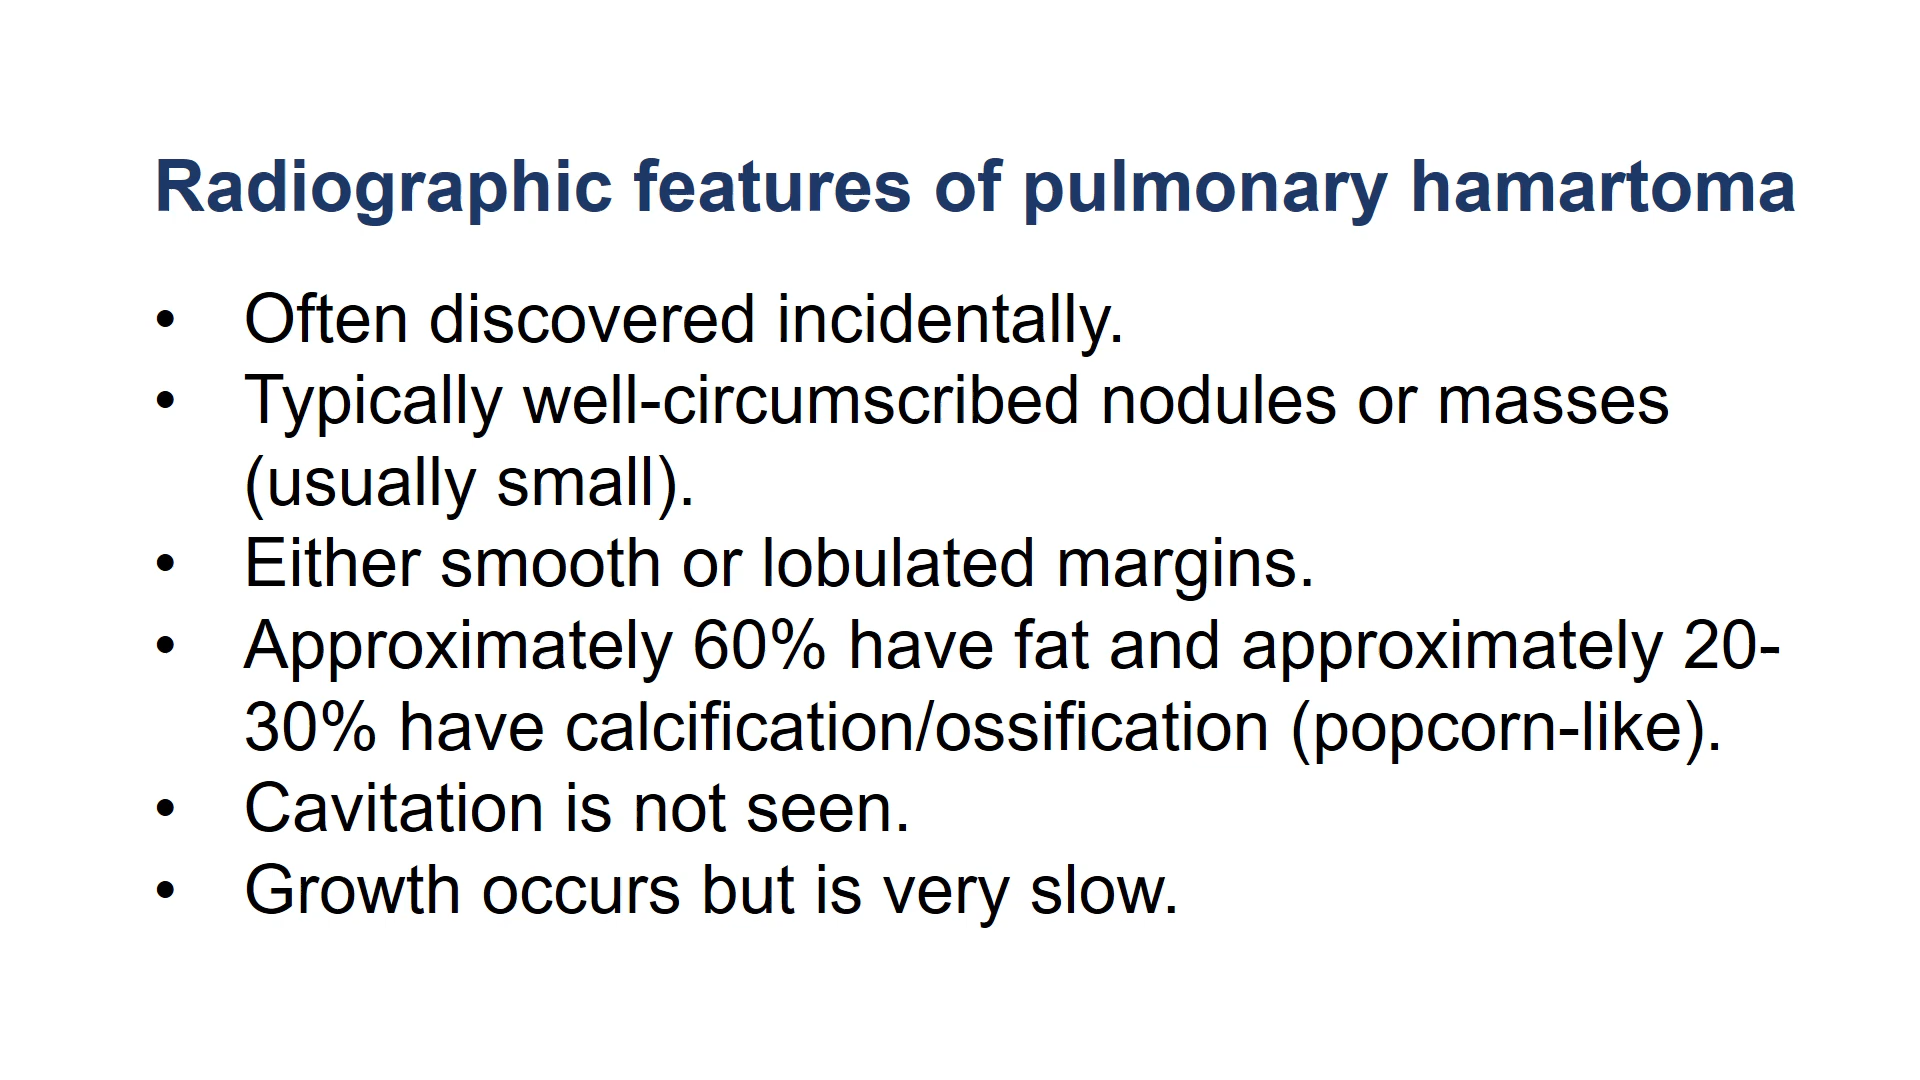 Radiographic features of pulmonary hamartoma
• Often discovered incidentally.
• Typically well-circumscribed nodules or masses
(usually small).
• Either smooth or lobulated margins.
• Approximately 60% have fat and approximately 20-
30% have calcification/ossification (popcorn-like).
• Cavitation is not seen.
• Growth occurs but is very slow.